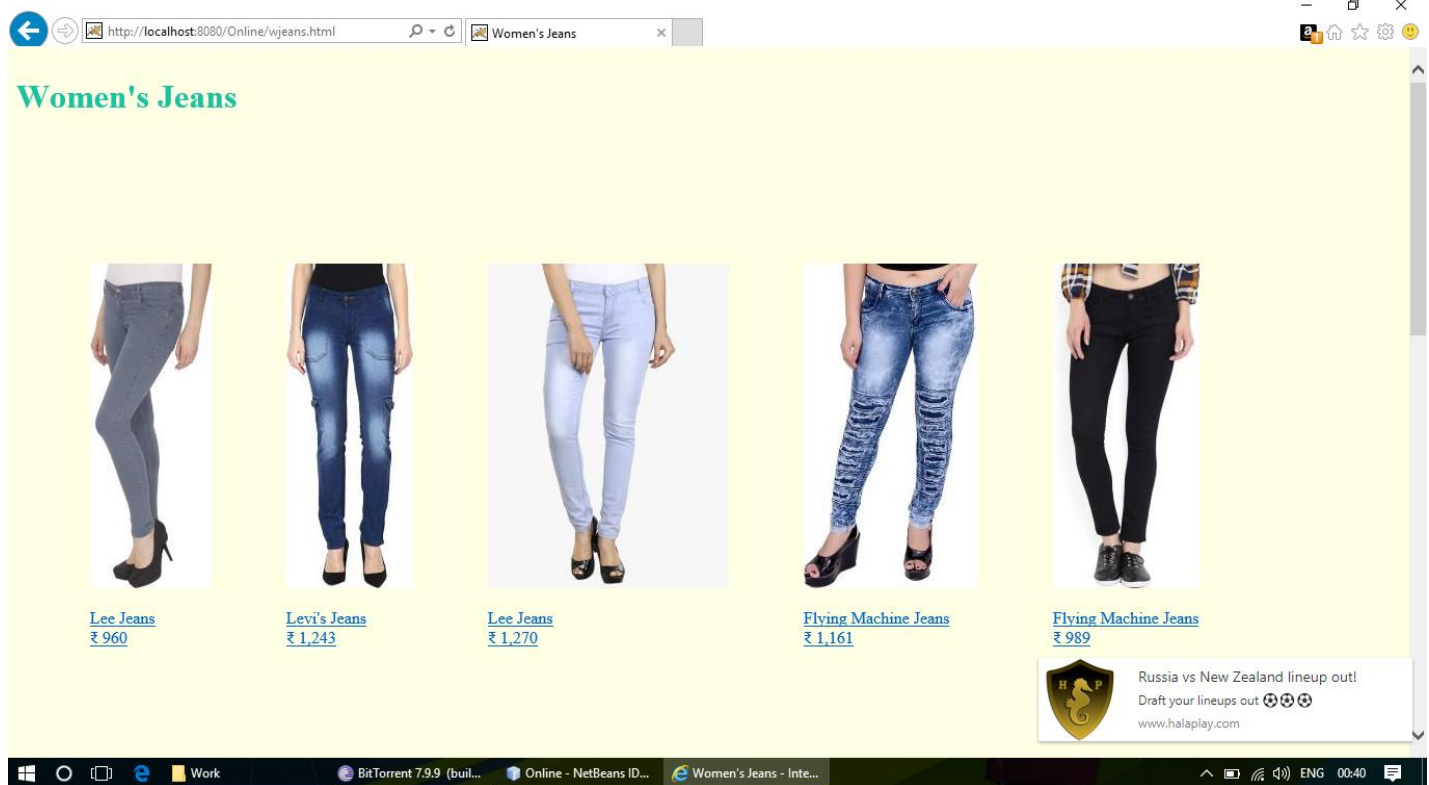 http://localhost:8080/Online/wjeans.html
Women's Jeans
Women's Jeans
Lee Jeans
₹ 960
Levi's Jeans
₹ 1,243
Lee Jeans
₹ 1,270
Flying Machine Jeans
₹ 1,161
Flying Machine Jeans
₹ 989
H P
Russia vs New Zealand lineup out!
Draft your lineups out ⚽⚽⚽
www.halaplay.com
Work
BitTorrent 7.9.9 (buil...
Online - NetBeans ID...
Women's Jeans - Inte...
ENG
00:40